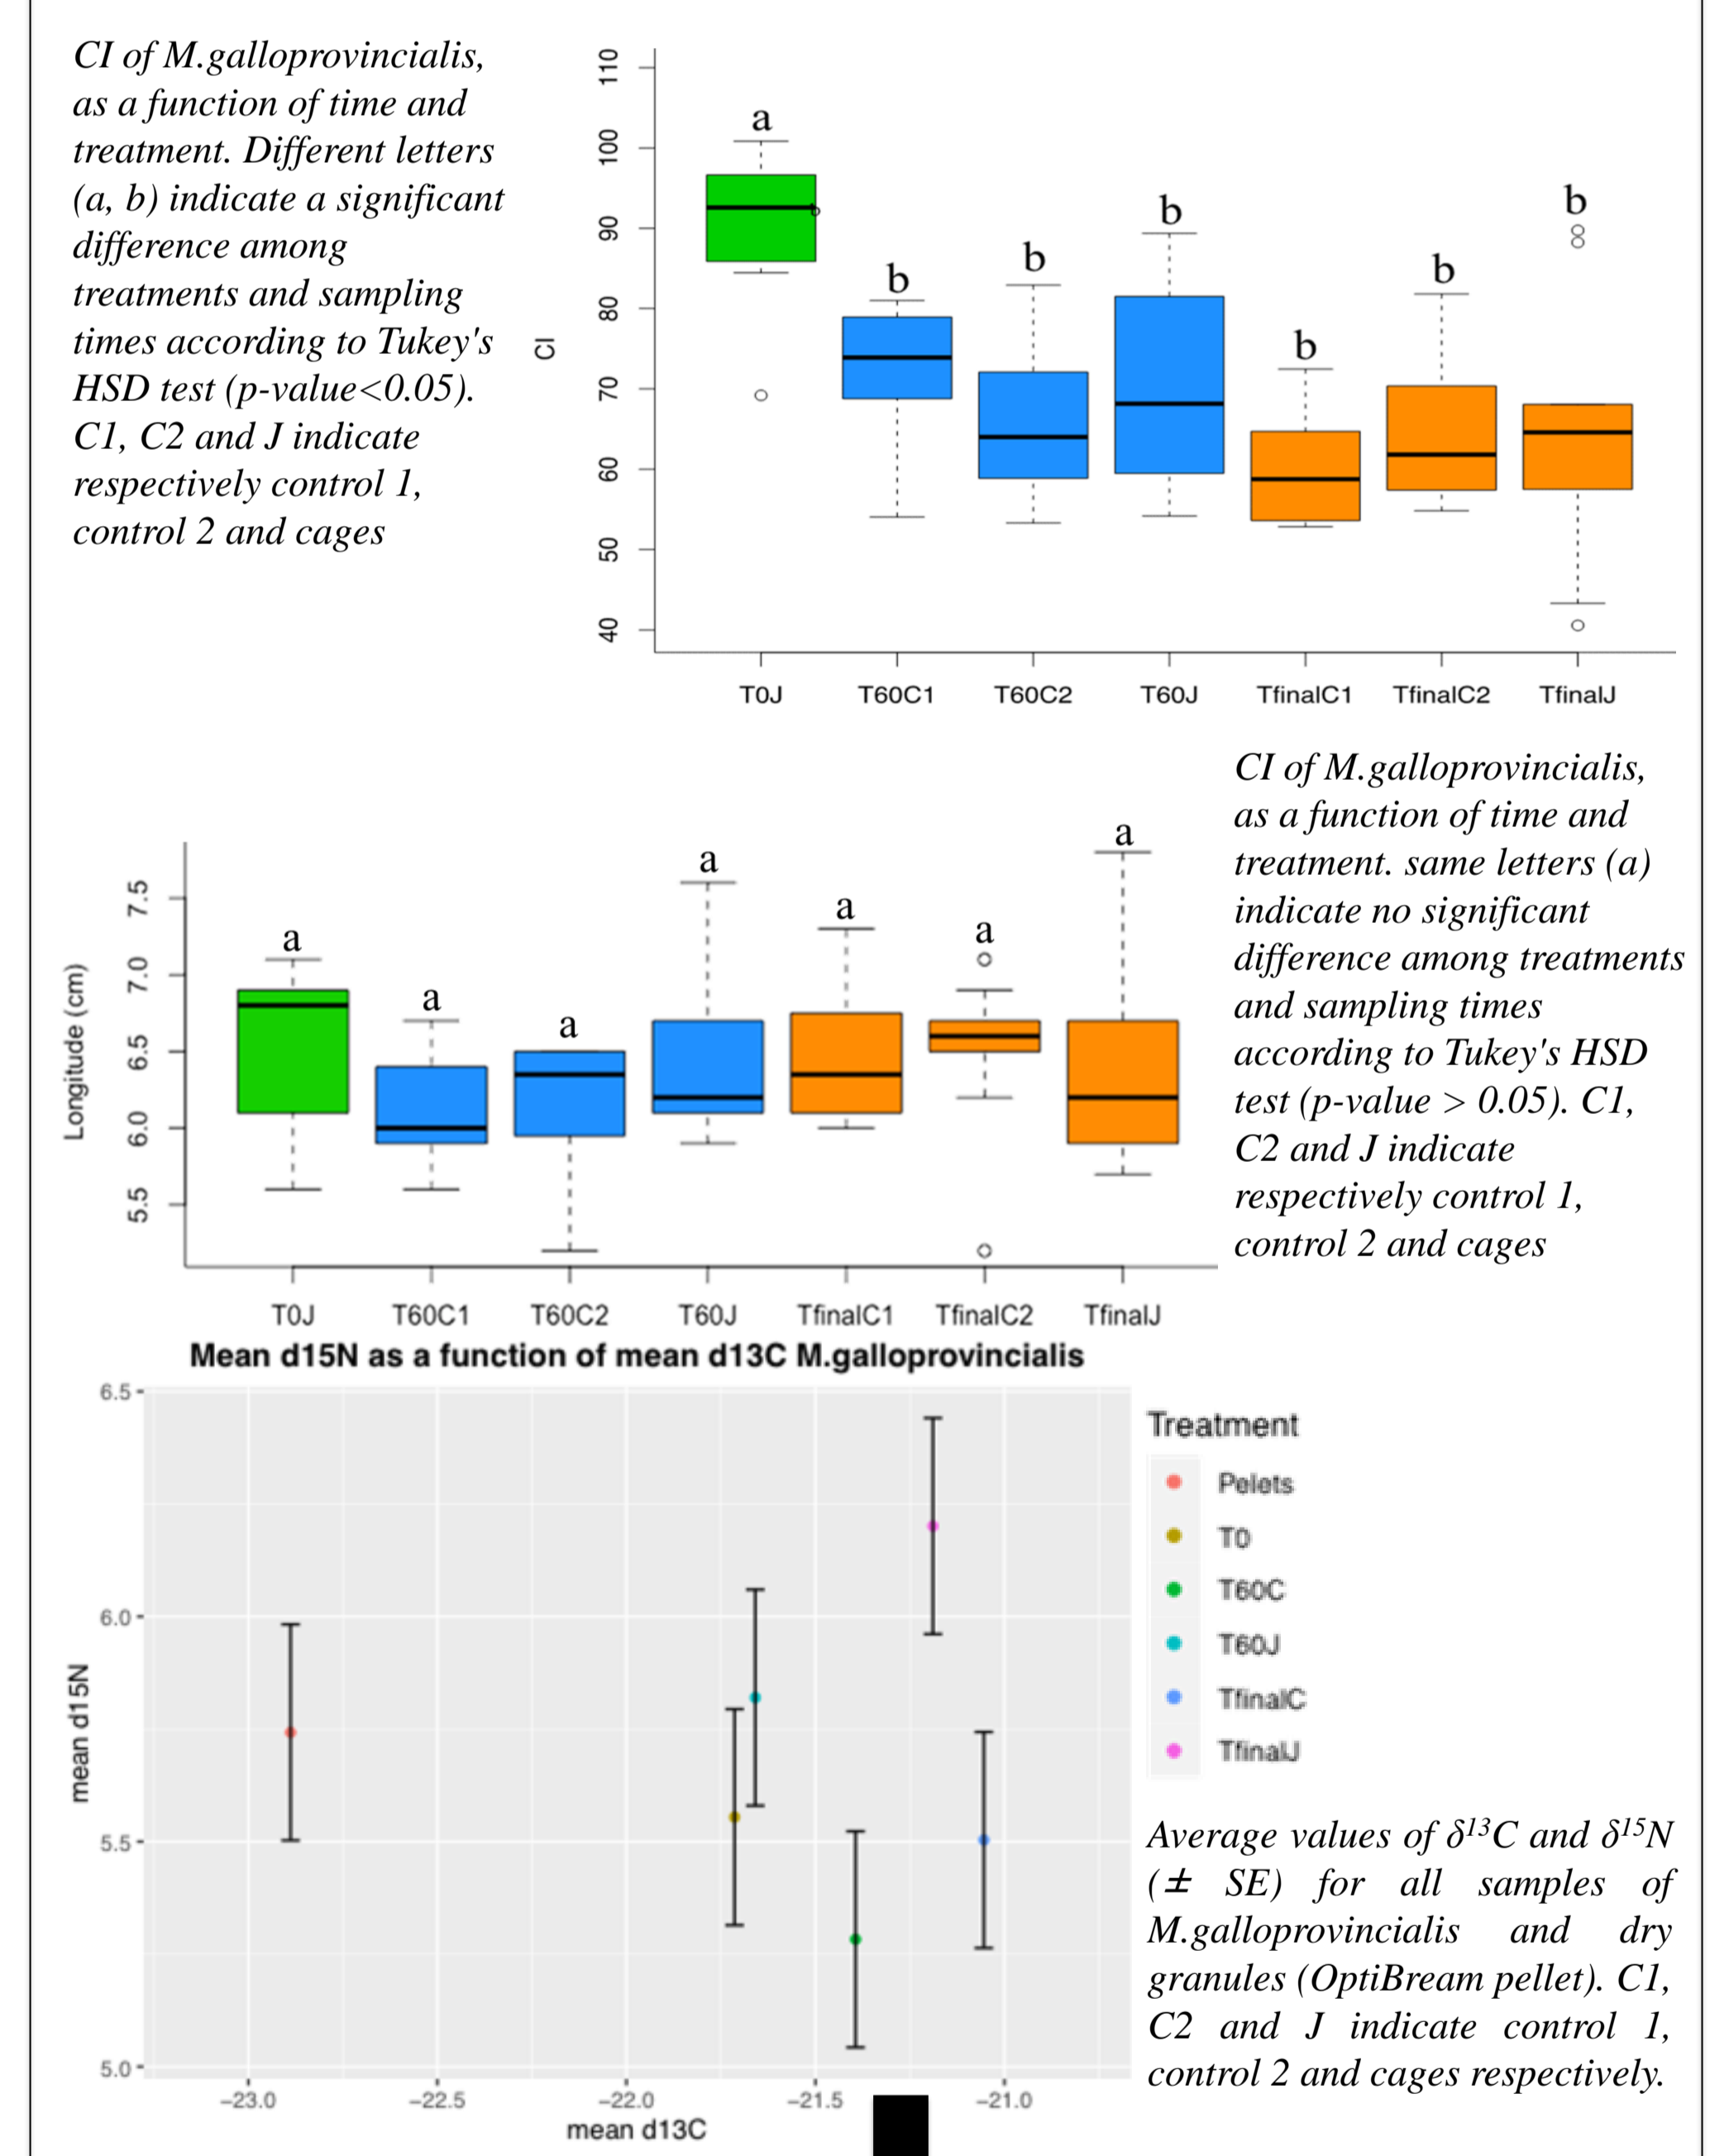 CI of M.galloprovincialis,
as a function of time and
treatment. Different letters
(a, b) indicate a significant
difference among
treatments and sampling
times according to Tukey's
HSD test (p-value<0.05).
C1, C2 and J indicate
respectively control 1,
control 2 and cages
CI
110
100
90
80
70
60
50
40
a
b
b
b
b
b
b
T0J T60C1 T60C2 T60J TfinalC1 TfinalC2 TfinalJ
CI of M.galloprovincialis,
as a function of time and
treatment. same letters (a)
indicate no significant
difference among treatments
and sampling times
according to Tukey's HSD
test (p-value > 0.05). C1,
C2 and J indicate
respectively control 1,
control 2 and cages
Longitude (cm)
7.5
7.0
6.5
6.0
5.5
a
a
a
a
a
a
a
T0J T60C1 T60C2 T60J TfinalC1 TfinalC2 TfinalJ
Mean d15N as a function of mean d13C M.galloprovincialis
mean d15N
6.5
6.0
5.5
5.0
−23.0 −22.5 −22.0 −21.5 −21.0
mean d13C
Treatment
Pelets
T0
T60C
T60J
TfinalC
TfinalJ
Average values of δ¹³C and δ¹⁵N
(± SE) for all samples of
M.galloprovincialis and dry
granules (OptiBream pellet). C1,
C2 and J indicate control 1,
control 2 and cages respectively.